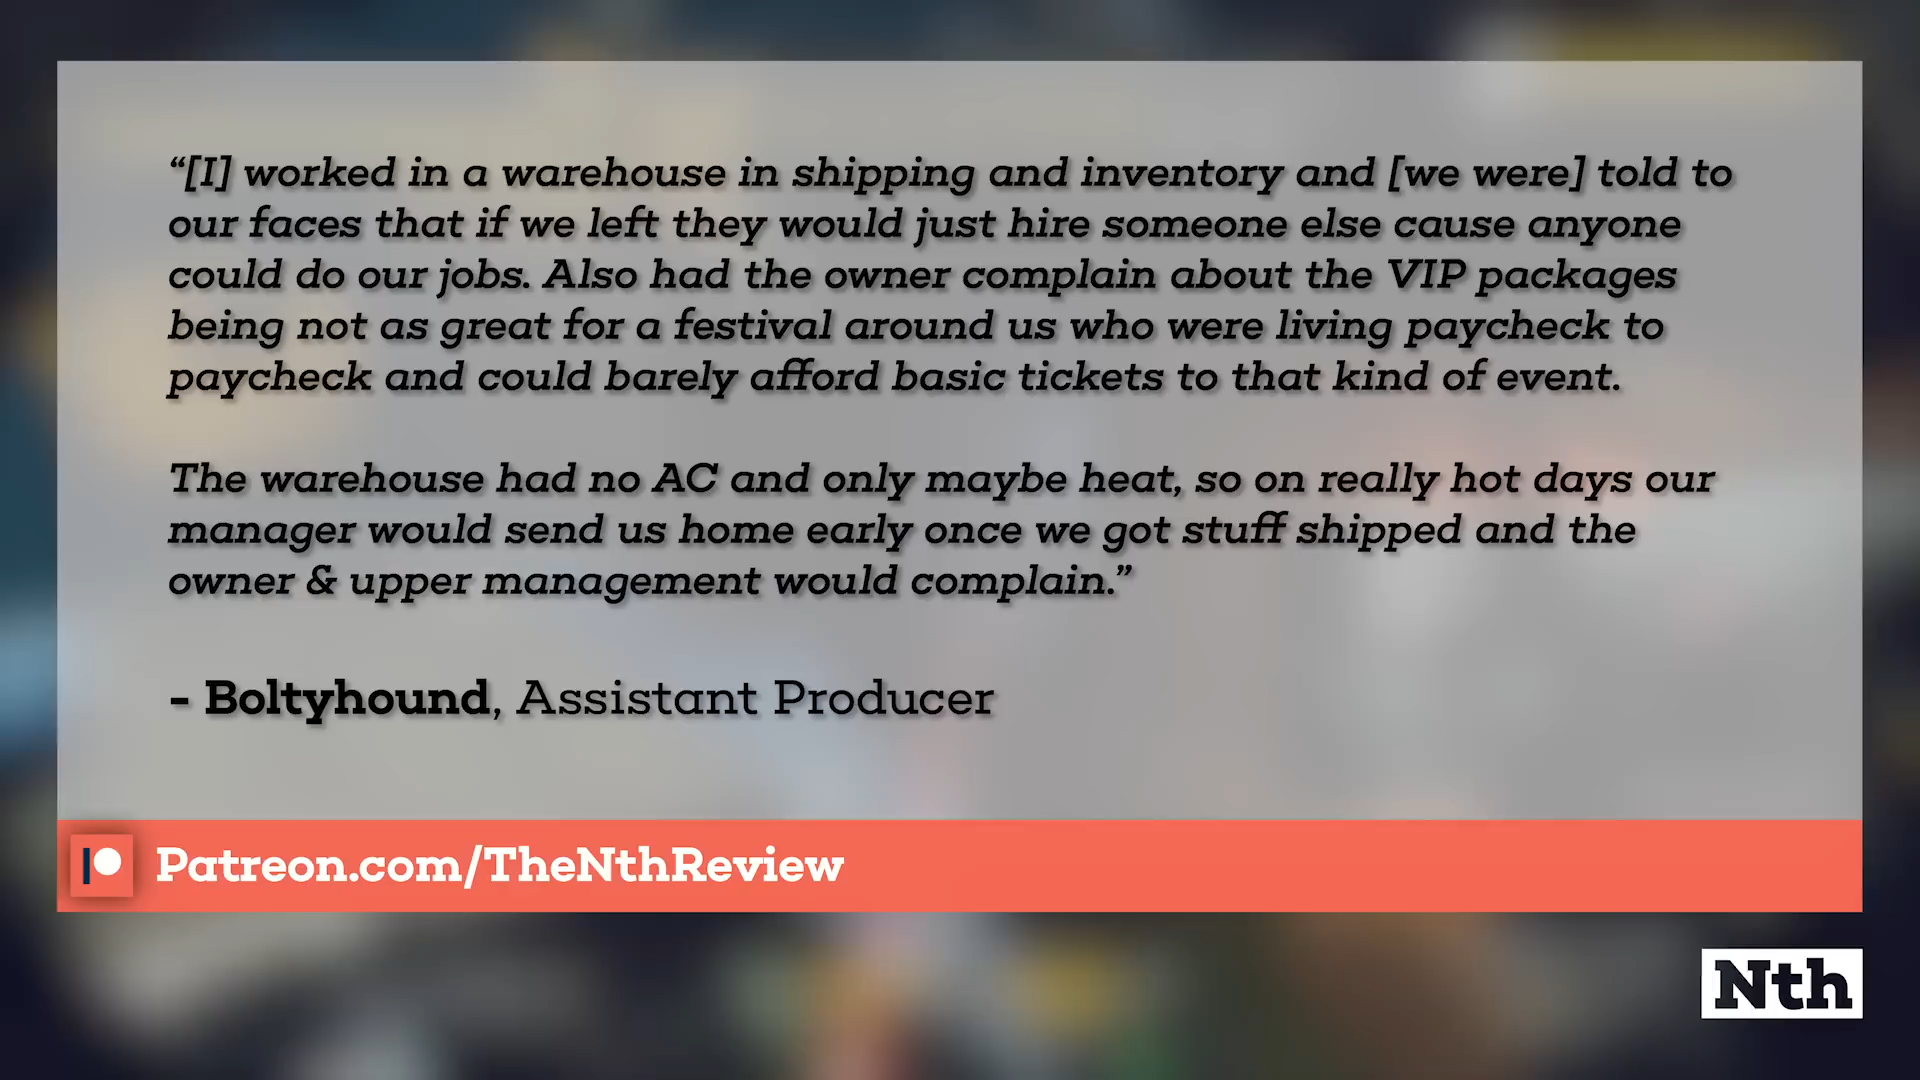 “[I] worked in a warehouse in shipping and inventory and [we were] told to
our faces that if we left they would just hire someone else cause anyone
could do our jobs. Also had the owner complain about the VIP packages
being not as great for a festival around us who were living paycheck to
paycheck and could barely afford basic tickets to that kind of event.
The warehouse had no AC and only maybe heat, so on really hot days our
manager would send us home early once we got stuff shipped and the
owner & upper management would complain.”
- Boltyhound, Assistant Producer
Patreon.com/TheNthReview
Nth